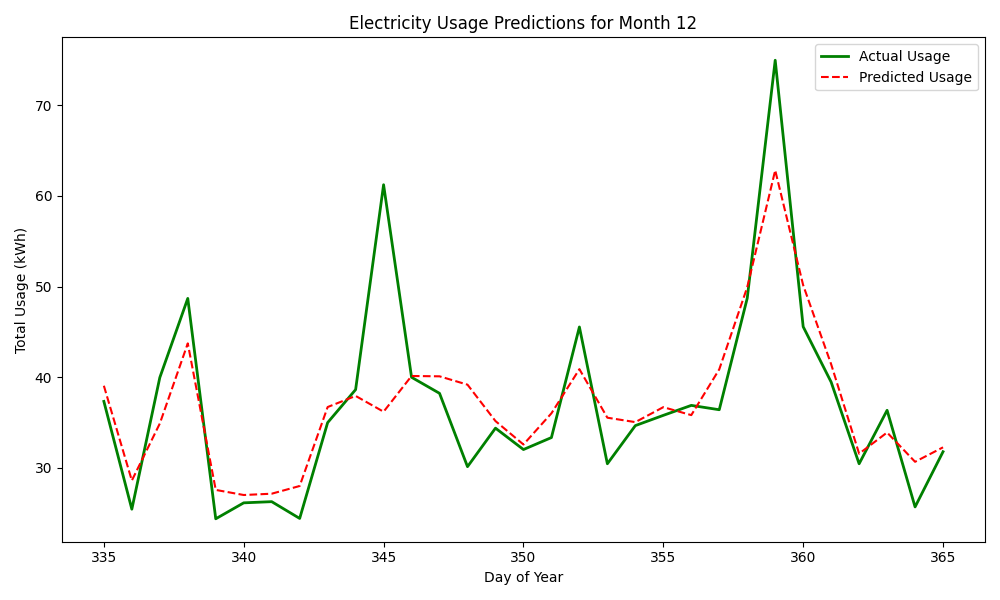 Electricity Usage Predictions for Month 12
Actual Usage
Predicted Usage
Total Usage (kWh)
70
60
50
40
30
335
340
345
350
355
360
365
Day of Year